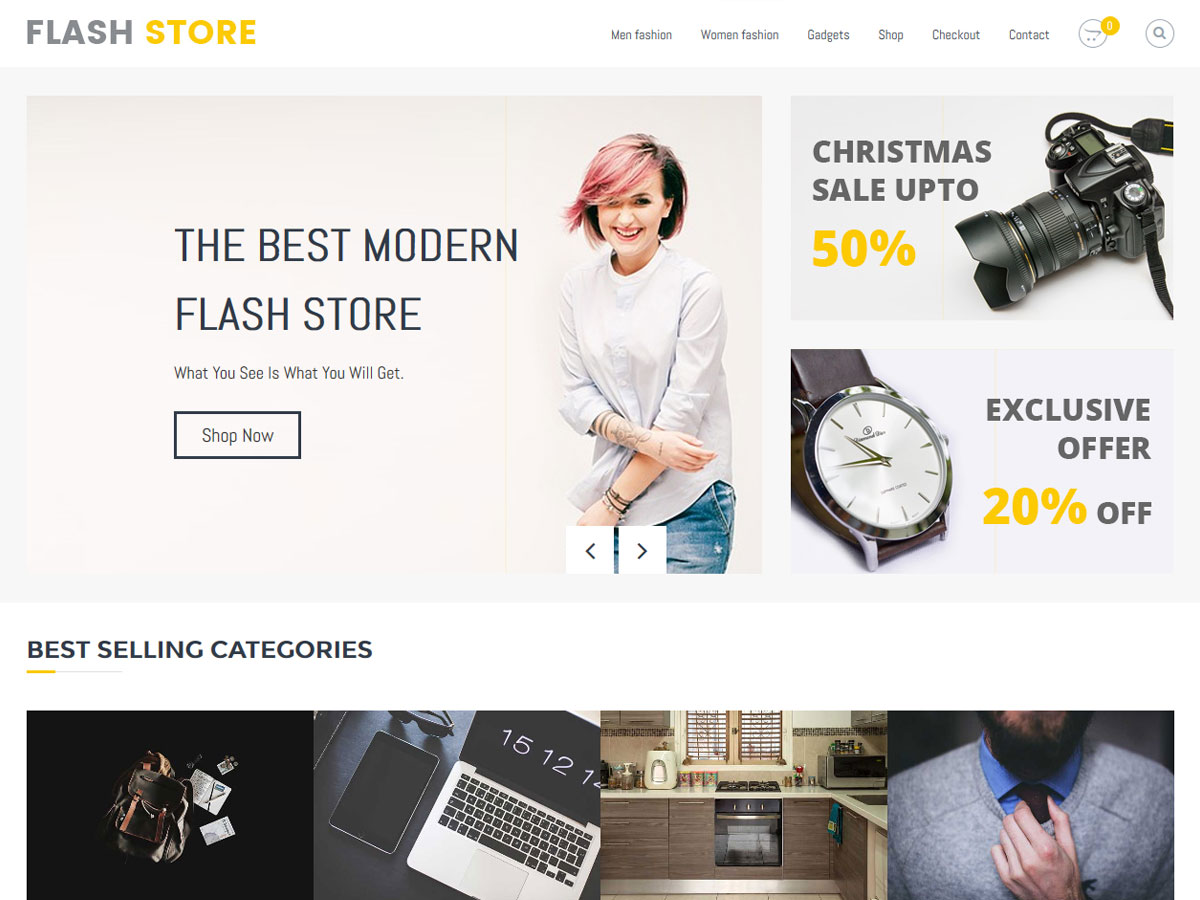 FLASH STORE
Men fashion
Women fashion
Gadgets
Shop
Checkout
Contact
0
THE BEST MODERN
FLASH STORE
What You See Is What You Will Get.
Shop Now
CHRISTMAS
SALE UPTO
50%
EXCLUSIVE
OFFER
20% OFF
BEST SELLING CATEGORIES
15 12 14